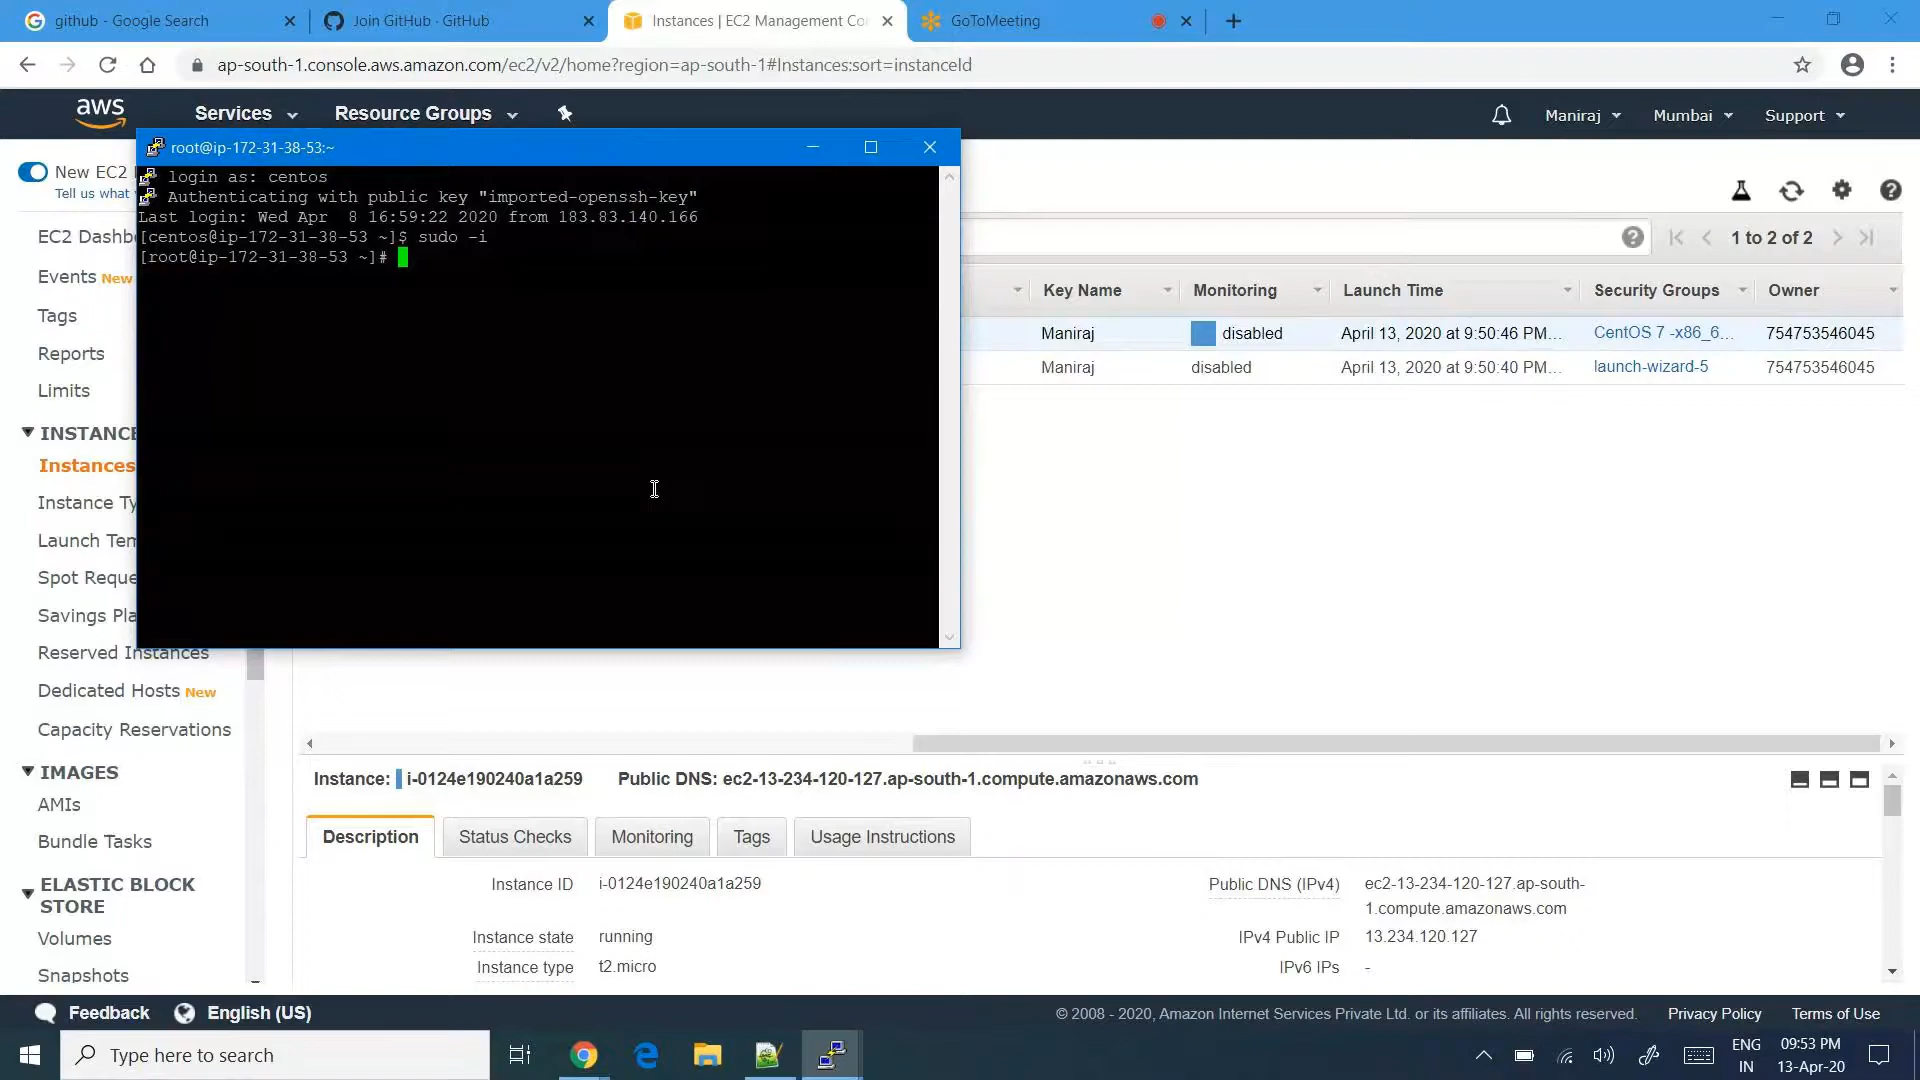 github - Google Search
Join GitHub · GitHub
Instances | EC2 Management Co
GoToMeeting
ap-south-1.console.aws.amazon.com/ec2/v2/home?region=ap-south-1#Instances:sort=instanceId
aws
Services
Resource Groups
Maniraj
Mumbai
Support
root@ip-172-31-38-53:~
login as: centos
Authenticating with public key "imported-openssh-key"
Last login: Wed Apr  8 16:59:22 2020 from 183.83.140.166
[centos@ip-172-31-38-53 ~]$ sudo -i
[root@ip-172-31-38-53 ~]#
New EC2
Tell us what
EC2 Dashb
Events New
Tags
Reports
Limits
INSTANCE
Instances
Instance Ty
Launch Tem
Spot Reque
Savings Pla
Reserved Instances
Dedicated Hosts New
Capacity Reservations
IMAGES
AMIs
Bundle Tasks
ELASTIC BLOCK
STORE
Volumes
Snapshots
1 to 2 of 2
Key Name
Monitoring
Launch Time
Security Groups
Owner
Maniraj
disabled
April 13, 2020 at 9:50:46 PM...
CentOS 7 -x86_6...
754753546045
Maniraj
disabled
April 13, 2020 at 9:50:40 PM...
launch-wizard-5
754753546045
Instance: i-0124e190240a1a259
Public DNS: ec2-13-234-120-127.ap-south-1.compute.amazonaws.com
Description
Status Checks
Monitoring
Tags
Usage Instructions
Instance ID
i-0124e190240a1a259
Public DNS (IPv4)
ec2-13-234-120-127.ap-south-
1.compute.amazonaws.com
Instance state
running
IPv4 Public IP
13.234.120.127
Instance type
t2.micro
IPv6 IPs
-
Feedback
English (US)
© 2008 - 2020, Amazon Internet Services Private Ltd. or its affiliates. All rights reserved.
Privacy Policy
Terms of Use
Type here to search
ENG
IN
09:53 PM
13-Apr-20